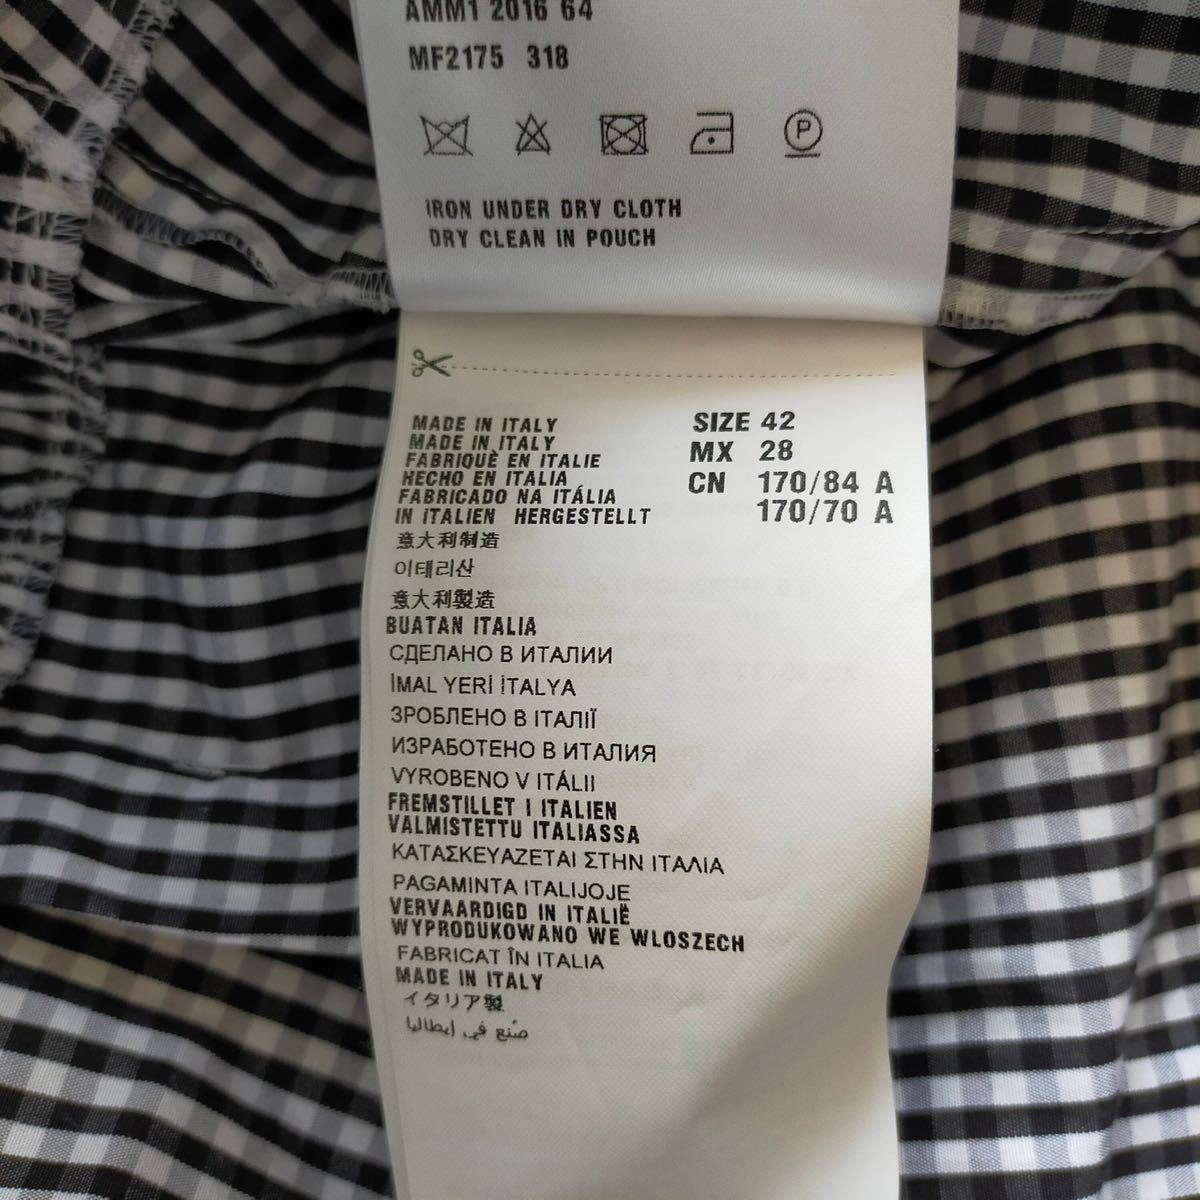 AMM1 2016 64
MF2175 318
P
IRON UNDER DRY CLOTH
DRY CLEAN IN POUCH
MADE IN ITALY
MADE IN ITALY
FABRIQUÈ EN ITALIE
HECHO EN ITALIA
FABRICADO NA ITÁLIA
IN ITALIEN HERGESTELLT
SIZE 42
MX 28
CN 170/84 A
170/70 A
意大利制造
이태리산
意大利製造
BUATAN ITALIA
СДЕЛАНО В ИТАЛИИ
İMAL YERİ İTALYA
ЗРОБЛЕНО В ІТАЛІЇ
ИЗРАБОТЕНО В ИТАЛИЯ
VYROBENO V ITÁLII
FREMSTILLET I ITALIEN
VALMISTETTU ITALIASSA
ΚΑΤΑΣΚΕΥΑΖΕΤΑΙ ΣΤΗΝ ΙΤΑΛΙΑ
PAGAMINTA ITALIJOJE
VERVAARDIGD IN ITALIË
WYPRODUKOWANO WE WLOSZECH
FABRICAT ÎN ITALIA
MADE IN ITALY
イタリア製
صُنع في إيطاليا